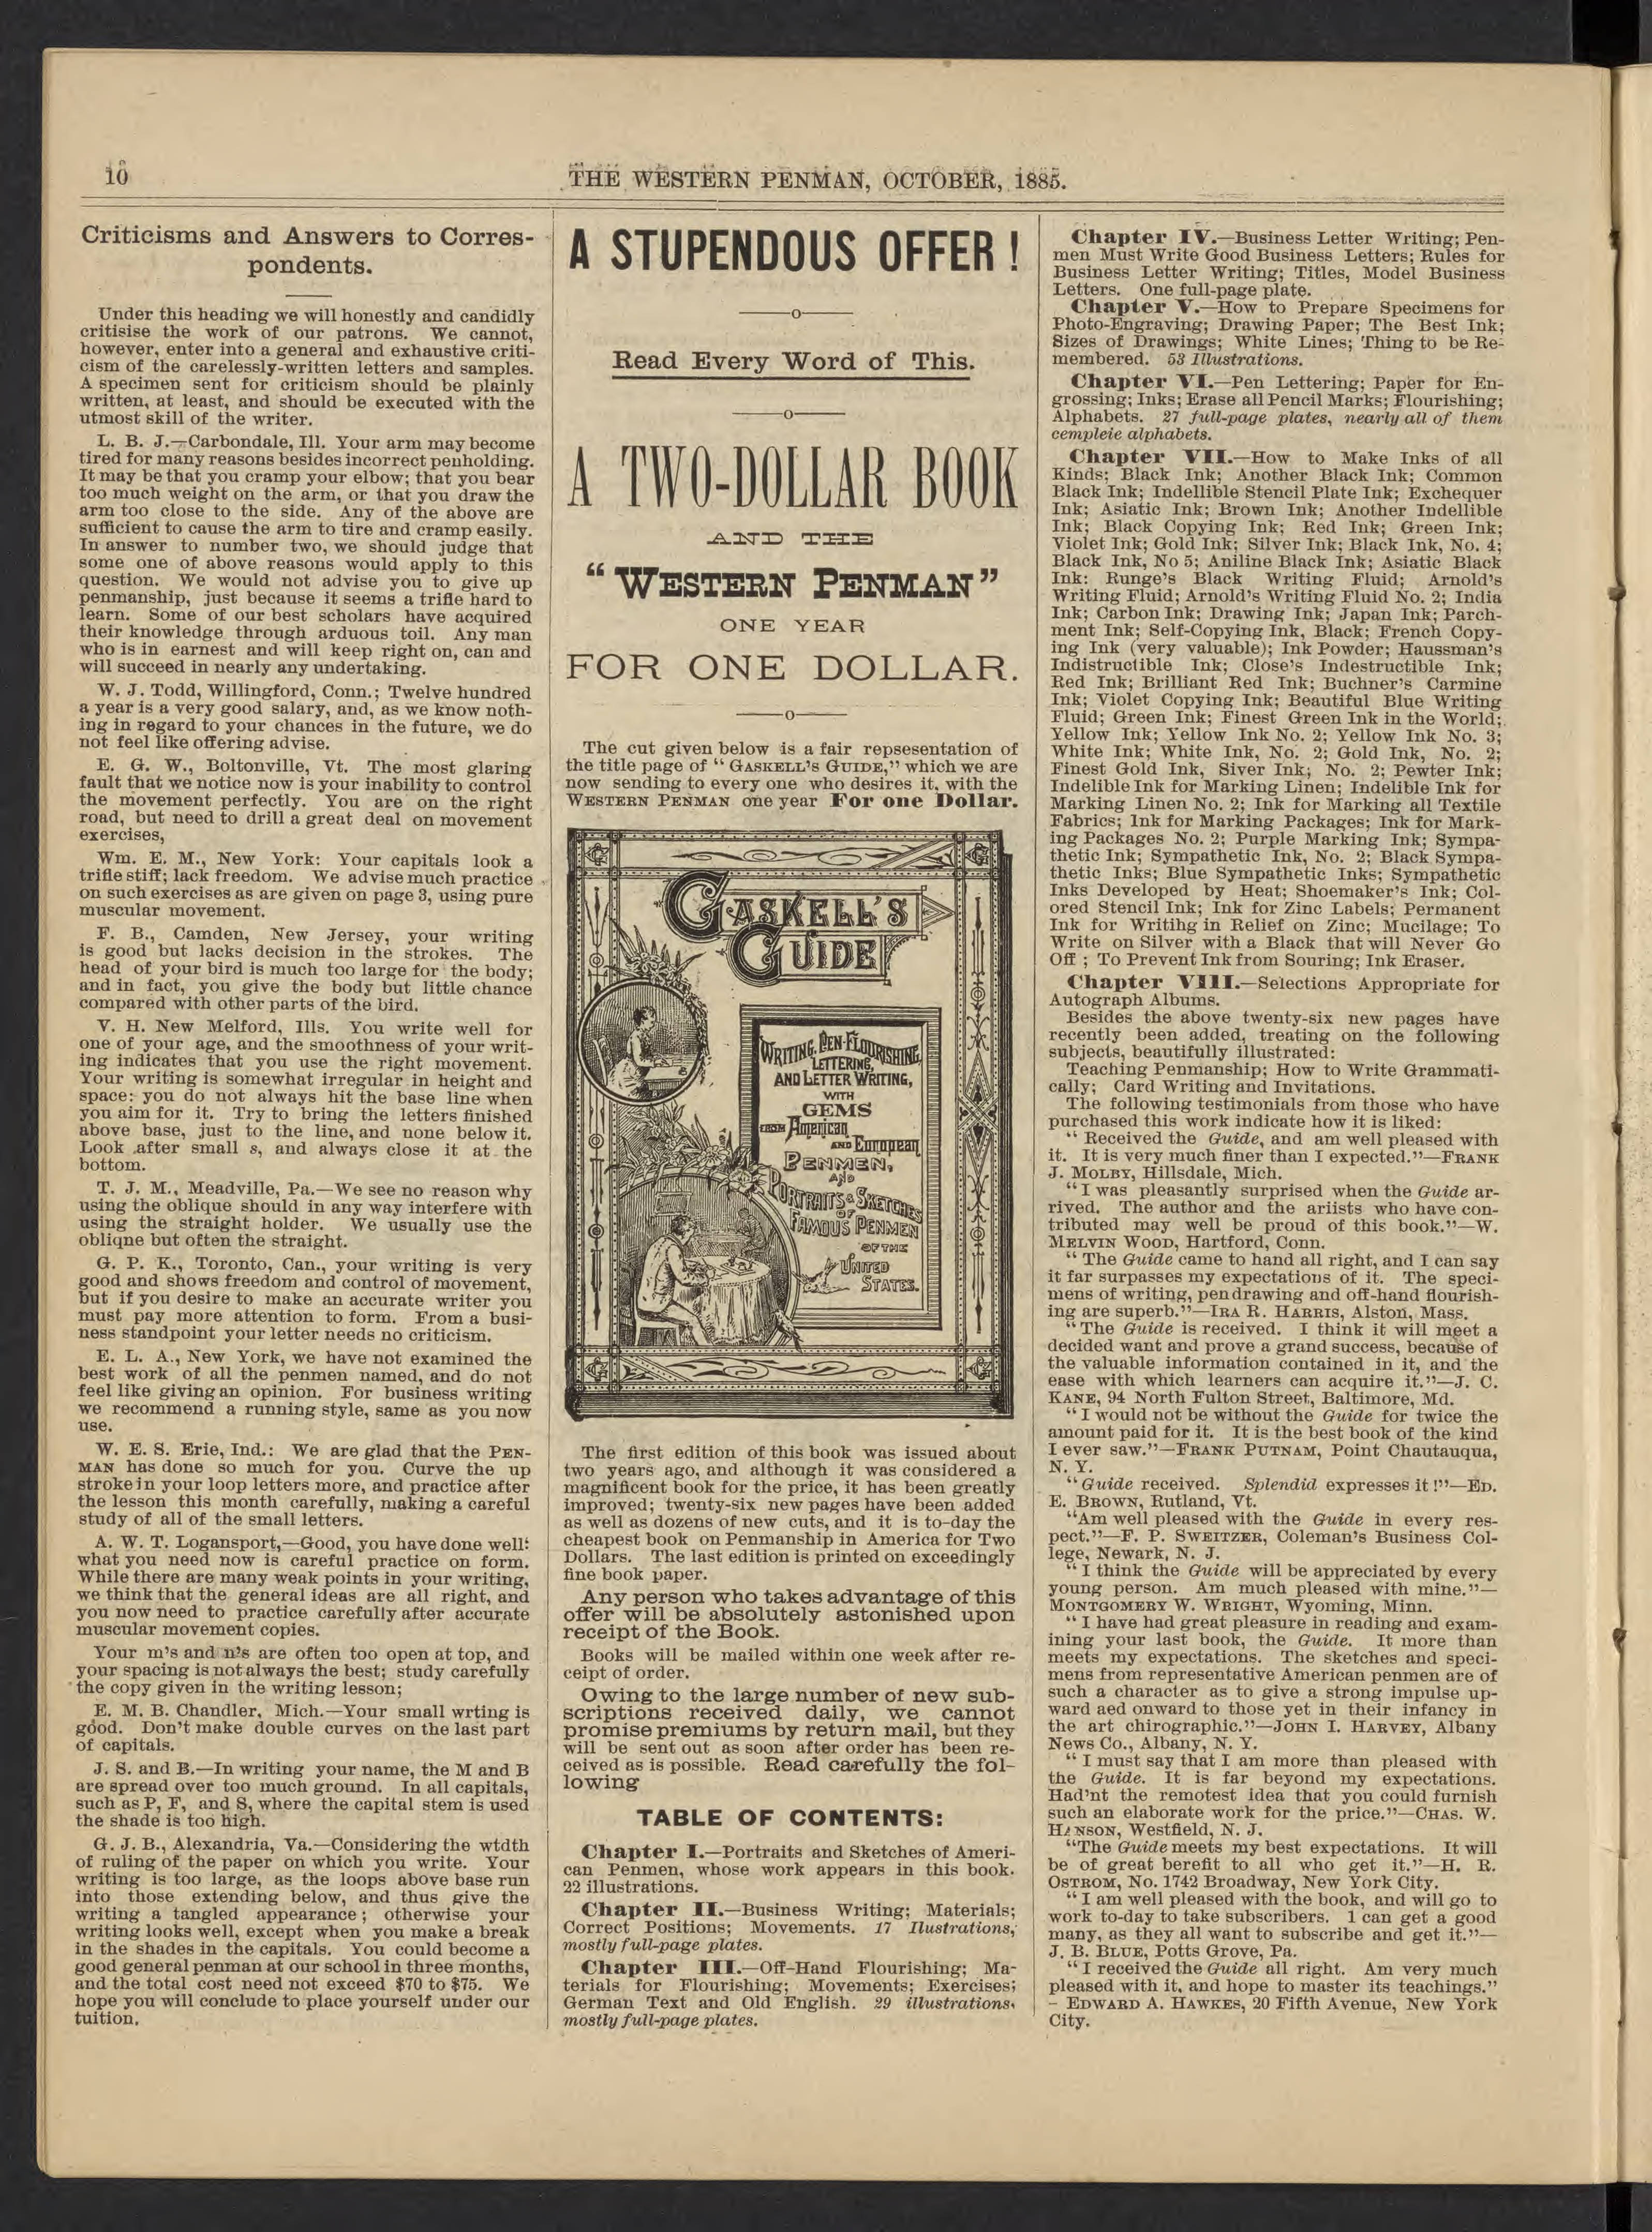 10
THE WESTERN PENMAN, OCTOBER, 1885.
Criticisms and Answers to Corres-
pondents.
Under this heading we will honestly and candidly
critisise the work of our patrons. We cannot,
however, enter into a general and exhaustive criti-
cism of the carelessly-written letters and samples.
A specimen sent for criticism should be plainly
written, at least, and should be executed with the
utmost skill of the writer.
L. B. J.—Carbondale, Ill. Your arm may become
tired for many reasons besides incorrect penholding.
It may be that you cramp your elbow; that you bear
too much weight on the arm, or that you draw the
arm too close to the side. Any of the above are
sufficient to cause the arm to tire and cramp easily.
In answer to number two, we should judge that
some one of above reasons would apply to this
question. We would not advise you to give up
penmanship, just because it seems a trifle hard to
learn. Some of our best scholars have acquired
their knowledge through arduous toil. Any man
who is in earnest and will keep right on, can and
will succeed in nearly any undertaking.
W. J. Todd, Willingford, Conn.; Twelve hundred
a year is a very good salary, and, as we know noth-
ing in regard to your chances in the future, we do
not feel like offering advise.
E. G. W., Boltonville, Vt. The most glaring
fault that we notice now is your inability to control
the movement perfectly. You are on the right
road, but need to drill a great deal on movement
exercises,
Wm. E. M., New York: Your capitals look a
trifle stiff; lack freedom. We advise much practice
on such exercises as are given on page 3, using pure
muscular movement.
F. B., Camden, New Jersey, your writing
is good but lacks decision in the strokes. The
head of your bird is much too large for the body;
and in fact, you give the body but little chance
compared with other parts of the bird.
V. H. New Melford, Ills. You write well for
one of your age, and the smoothness of your writ-
ing indicates that you use the right movement.
Your writing is somewhat irregular in height and
space: you do not always hit the base line when
you aim for it. Try to bring the letters finished
above base, just to the line, and none below it.
Look after small s, and always close it at the
bottom.
T. J. M., Meadville, Pa.—We see no reason why
using the oblique should in any way interfere with
using the straight holder. We usually use the
obliqne but often the straight.
G. P. K., Toronto, Can., your writing is very
good and shows freedom and control of movement,
but if you desire to make an accurate writer you
must pay more attention to form. From a busi-
ness standpoint your letter needs no criticism.
E. L. A., New York, we have not examined the
best work of all the penmen named, and do not
feel like giving an opinion. For business writing
we recommend a running style, same as you now
use.
W. E. S. Erie, Ind.: We are glad that the PEN-
MAN has done so much for you. Curve the up
stroke in your loop letters more, and practice after
the lesson this month carefully, making a careful
study of all of the small letters.
A. W. T. Logansport,—Good, you have done well:
what you need now is careful practice on form.
While there are many weak points in your writing,
we think that the general ideas are all right, and
you now need to practice carefully after accurate
muscular movement copies.
Your m's and n's are often too open at top, and
your spacing is not always the best; study carefully
the copy given in the writing lesson;
E. M. B. Chandler, Mich.—Your small wrting is
good. Don't make double curves on the last part
of capitals.
J. S. and B.—In writing your name, the M and B
are spread over too much ground. In all capitals,
such as P, F, and S, where the capital stem is used
the shade is too high.
G. J. B., Alexandria, Va.—Considering the wtdth
of ruling of the paper on which you write. Your
writing is too large, as the loops above base run
into those extending below, and thus give the
writing a tangled appearance; otherwise your
writing looks well, except when you make a break
in the shades in the capitals. You could become a
good general penman at our school in three months,
and the total cost need not exceed $70 to $75. We
hope you will conclude to place yourself under our
tuition.
A STUPENDOUS OFFER!
Read Every Word of This.
A TWO-DOLLAR BOOK
AND THE
"WESTERN PENMAN"
ONE YEAR
FOR ONE DOLLAR.
The cut given below is a fair repsesentation of
the title page of "GASKELL'S GUIDE," which we are
now sending to every one who desires it, with the
WESTERN PENMAN one year For one Dollar.
GASKELL'S
GUIDE
WRITING, PEN-FLOURISHING,
LETTERING,
AND LETTER WRITING,
WITH
GEMS
FROM American
AND European
PENMEN,
AND
PORTRAITS & SKETCHES
OF
FAMOUS PENMEN
OF THE
UNITED
STATES.
The first edition of this book was issued about
two years ago, and although it was considered a
magnificent book for the price, it has been greatly
improved; twenty-six new pages have been added
as well as dozens of new cuts, and it is to-day the
cheapest book on Penmanship in America for Two
Dollars. The last edition is printed on exceedingly
fine book paper.
Any person who takes advantage of this
offer will be absolutely astonished upon
receipt of the Book.
Books will be mailed within one week after re-
ceipt of order.
Owing to the large number of new sub-
scriptions received daily, we cannot
promise premiums by return mail, but they
will be sent out as soon after order has been re-
ceived as is possible. Read carefully the fol-
lowing
TABLE OF CONTENTS:
Chapter I.—Portraits and Sketches of Ameri-
can Penmen, whose work appears in this book.
22 illustrations.
Chapter II.—Business Writing; Materials;
Correct Positions; Movements. 17 Ilustrations,
mostly full-page plates.
Chapter III.—Off-Hand Flourishing; Ma-
terials for Flourishing; Movements; Exercises;
German Text and Old English. 29 illustrations,
mostly full-page plates.
Chapter IV.—Business Letter Writing; Pen-
men Must Write Good Business Letters; Rules for
Business Letter Writing; Titles, Model Business
Letters. One full-page plate.
Chapter V.—How to Prepare Specimens for
Photo-Engraving; Drawing Paper; The Best Ink;
Sizes of Drawings; White Lines; Thing to be Re-
membered. 53 Illustrations.
Chapter VI.—Pen Lettering; Paper for En-
grossing; Inks; Erase all Pencil Marks; Flourishing;
Alphabets. 27 full-page plates, nearly all of them
cempleie alphabets.
Chapter VII.—How to Make Inks of all
Kinds; Black Ink; Another Black Ink; Common
Black Ink; Indellible Stencil Plate Ink; Exchequer
Ink; Asiatic Ink; Brown Ink; Another Indellible
Ink; Black Copying Ink; Red Ink; Green Ink;
Violet Ink; Gold Ink; Silver Ink; Black Ink, No. 4;
Black Ink, No 5; Aniline Black Ink; Asiatic Black
Ink: Runge's Black Writing Fluid; Arnold's
Writing Fluid; Arnold's Writing Fluid No. 2; India
Ink; Carbon Ink; Drawing Ink; Japan Ink; Parch-
ment Ink; Self-Copying Ink, Black; French Copy-
ing Ink (very valuable); Ink Powder; Haussman's
Indistructible Ink; Close's Indestructible Ink;
Red Ink; Brilliant Red Ink; Buchner's Carmine
Ink; Violet Copying Ink; Beautiful Blue Writing
Fluid; Green Ink; Finest Green Ink in the World;
Yellow Ink; Yellow Ink No. 2; Yellow Ink No. 3;
White Ink; White Ink, No. 2; Gold Ink, No. 2;
Finest Gold Ink, Siver Ink; No. 2; Pewter Ink;
Indelible Ink for Marking Linen; Indelible Ink for
Marking Linen No. 2; Ink for Marking all Textile
Fabrics; Ink for Marking Packages; Ink for Mark-
ing Packages No. 2; Purple Marking Ink; Sympa-
thetic Ink; Sympathetic Ink, No. 2; Black Sympa-
thetic Inks; Blue Sympathetic Inks; Sympathetic
Inks Developed by Heat; Shoemaker's Ink; Col-
ored Stencil Ink; Ink for Zinc Labels; Permanent
Ink for Writihg in Relief on Zinc; Mucilage; To
Write on Silver with a Black that will Never Go
Off ; To Prevent Ink from Souring; Ink Eraser.
Chapter VIII.—Selections Appropriate for
Autograph Albums.
Besides the above twenty-six new pages have
recently been added, treating on the following
subjects, beautifully illustrated:
Teaching Penmanship; How to Write Grammati-
cally; Card Writing and Invitations.
The following testimonials from those who have
purchased this work indicate how it is liked:
"Received the Guide, and am well pleased with
it. It is very much finer than I expected."—FRANK
J. MOLBY, Hillsdale, Mich.
"I was pleasantly surprised when the Guide ar-
rived. The author and the ariists who have con-
tributed may well be proud of this book."—W.
MELVIN WOOD, Hartford, Conn.
"The Guide came to hand all right, and I can say
it far surpasses my expectations of it. The speci-
mens of writing, pen drawing and off-hand flourish-
ing are superb."—IRA R. HARRIS, Alston, Mass.
"The Guide is received. I think it will meet a
decided want and prove a grand success, because of
the valuable information contained in it, and the
ease with which learners can acquire it."—J. C.
KANE, 94 North Fulton Street, Baltimore, Md.
"I would not be without the Guide for twice the
amount paid for it. It is the best book of the kind
I ever saw."—FRANK PUTNAM, Point Chautauqua,
N. Y.
"Guide received. Splendid expresses it!"—ED.
E. BROWN, Rutland, Vt.
"Am well pleased with the Guide in every res-
pect."—F. P. SWEITZER, Coleman's Business Col-
lege, Newark, N. J.
"I think the Guide will be appreciated by every
young person. Am much pleased with mine."—
MONTGOMERY W. WRIGHT, Wyoming, Minn.
"I have had great pleasure in reading and exam-
ining your last book, the Guide. It more than
meets my expectations. The sketches and speci-
mens from representative American penmen are of
such a character as to give a strong impulse up-
ward aed onward to those yet in their infancy in
the art chirographic."—JOHN I. HARVEY, Albany
News Co., Albany, N. Y.
"I must say that I am more than pleased with
the Guide. It is far beyond my expectations.
Had'nt the remotest idea that you could furnish
such an elaborate work for the price."—CHAS. W.
HANSON, Westfield, N. J.
"The Guide meets my best expectations. It will
be of great berefit to all who get it."—H. R.
OSTROM, No. 1742 Broadway, New York City.
"I am well pleased with the book, and will go to
work to-day to take subscribers. 1 can get a good
many, as they all want to subscribe and get it."—
J. B. BLUE, Potts Grove, Pa.
"I received the Guide all right. Am very much
pleased with it, and hope to master its teachings."
– EDWARD A. HAWKES, 20 Fifth Avenue, New York
City.